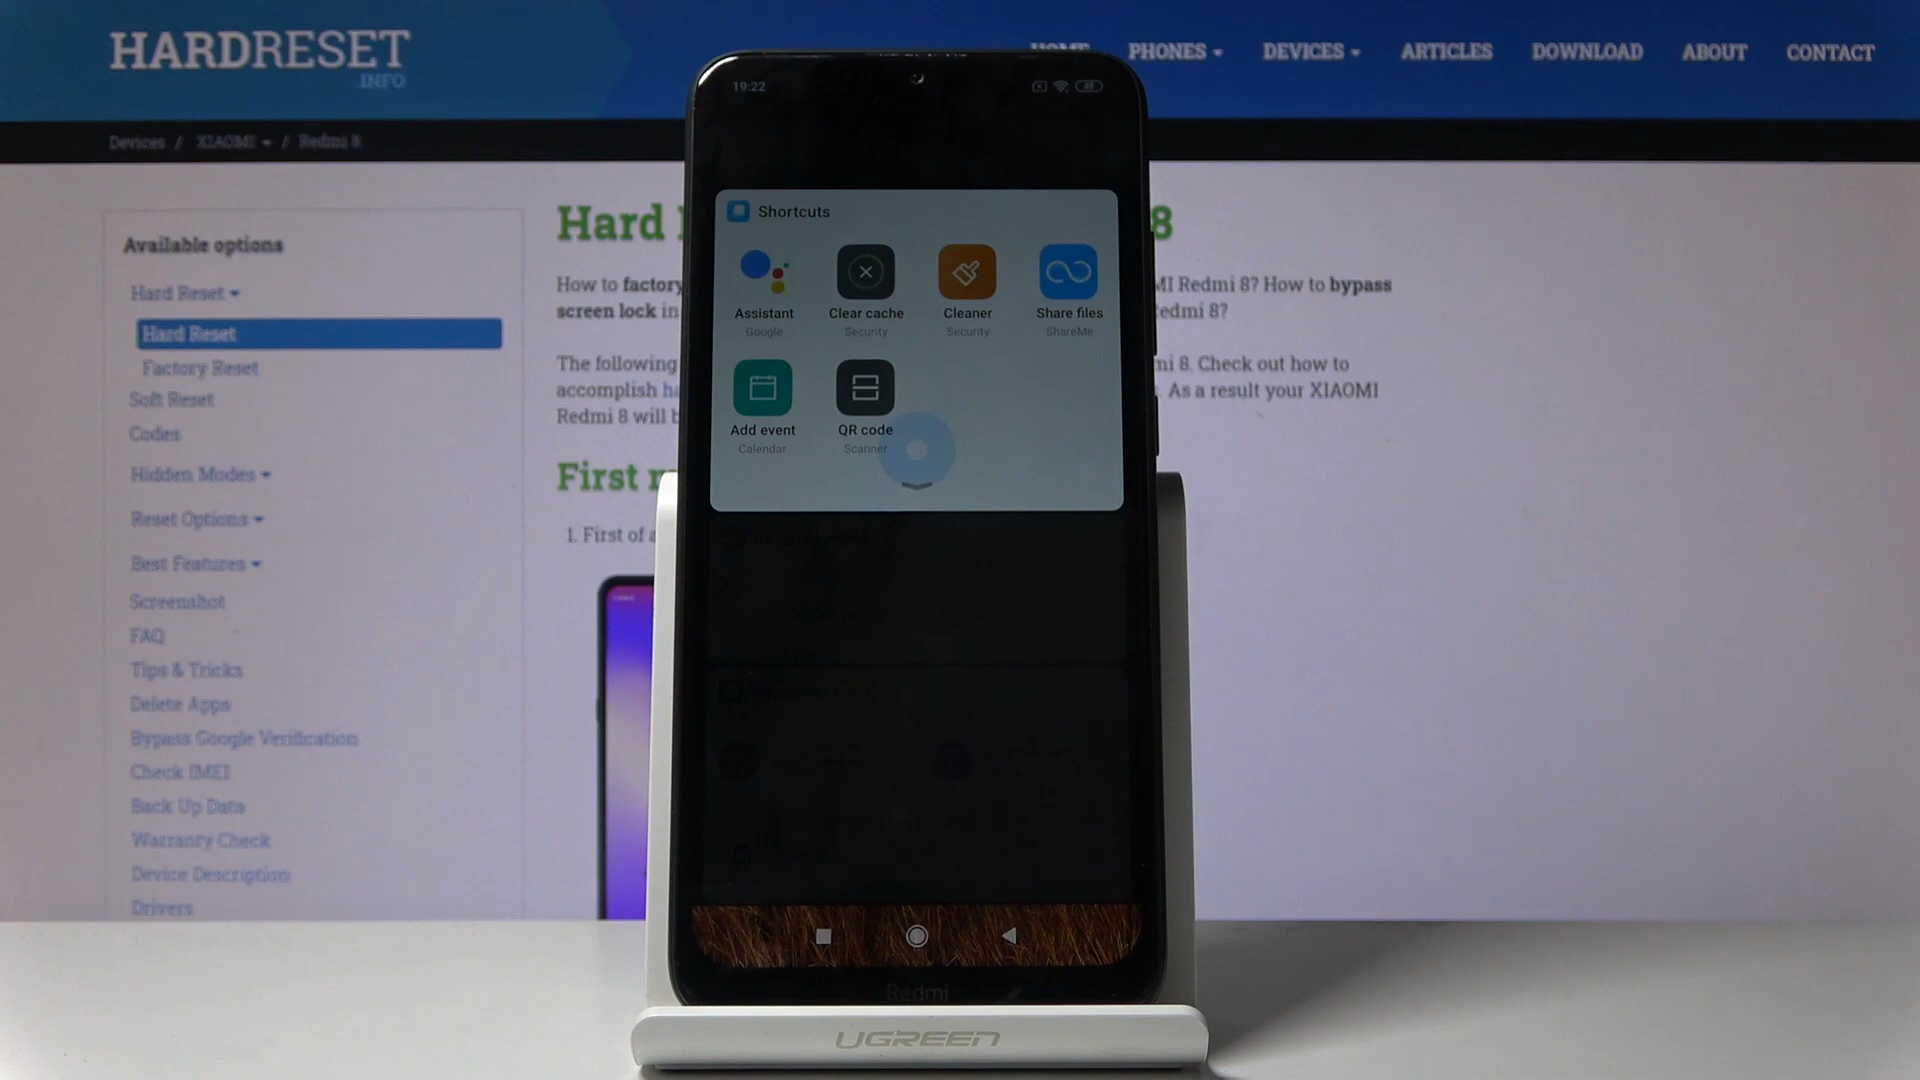 HARDRESET
.INFO
HOME PHONES DEVICES ARTICLES DOWNLOAD ABOUT CONTACT
Devices / XIAOMI / Redmi 8
Available options
Hard Reset
Hard Reset
Factory Reset
Soft Reset
Codes
Hidden Modes
Reset Options
Best Features
Screenshot
FAQ
Tips & Tricks
Delete Apps
Bypass Google Verification
Check IMEI
Back Up Data
Warranty Check
Device Description
Drivers
Hard 8
How to factory MI Redmi 8? How to bypass
screen lock in Redmi 8?
The following mi 8. Check out how to
accomplish . As a result your XIAOMI
Redmi 8 will
First
1. First of a
19:22
49
Shortcuts
Assistant
Google
Clear cache
Security
Cleaner
Security
Share files
ShareMe
Add event
Calendar
QR code
Scanner
Redmi
UGREEN